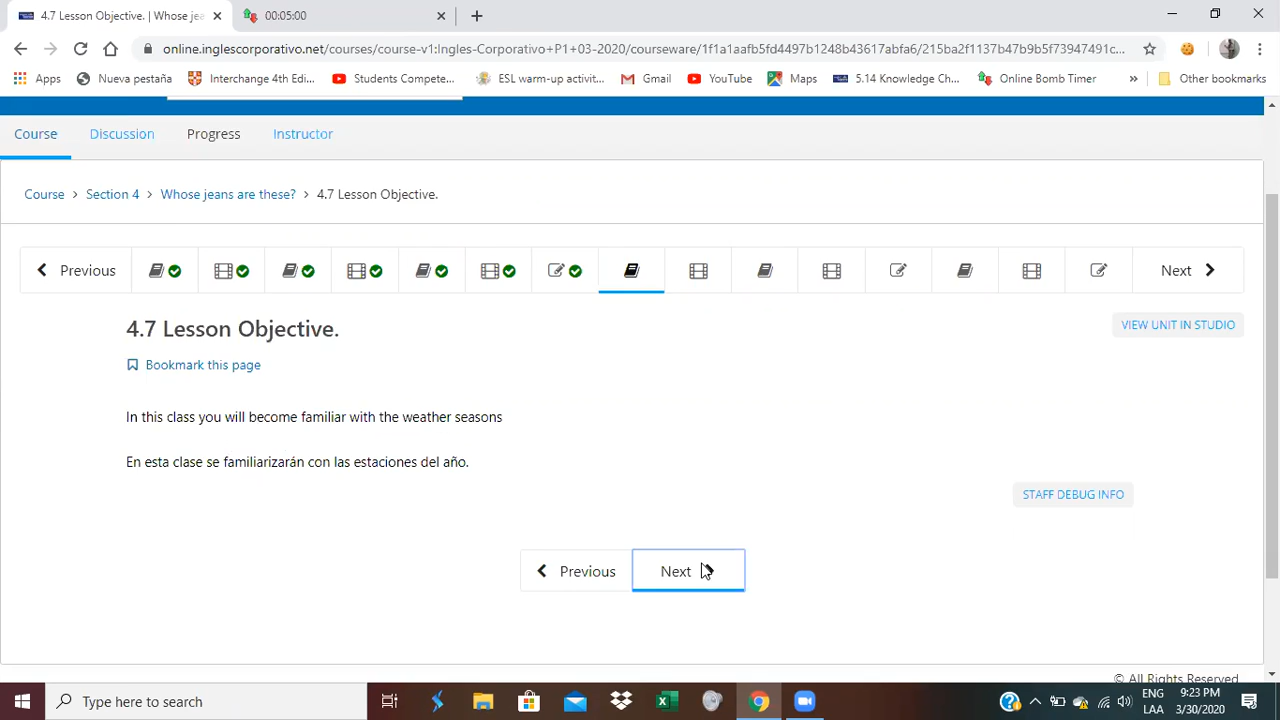 4.7 Lesson Objective. | Whose jea
00:05:00
online.inglescorporativo.net/courses/course-v1:Ingles-Corporativo+P1+03-2020/courseware/1f1a1aafb5fd4497b1248b43617abfa6/215ba2f1137b47b9b5f73947491c...
Apps
Nueva pestaña
Interchange 4th Edi...
Students Compete...
ESL warm-up activit...
Gmail
YouTube
Maps
5.14 Knowledge Ch...
Online Bomb Timer
»
Other bookmarks
Course
Discussion
Progress
Instructor
Course > Section 4 > Whose jeans are these? > 4.7 Lesson Objective.
Previous
Next
4.7 Lesson Objective.
VIEW UNIT IN STUDIO
Bookmark this page
In this class you will become familiar with the weather seasons
En esta clase se familiarizarán con las estaciones del año.
STAFF DEBUG INFO
Previous
Next
© All Rights Reserved.
Type here to search
ENG
LAA
9:23 PM
3/30/2020